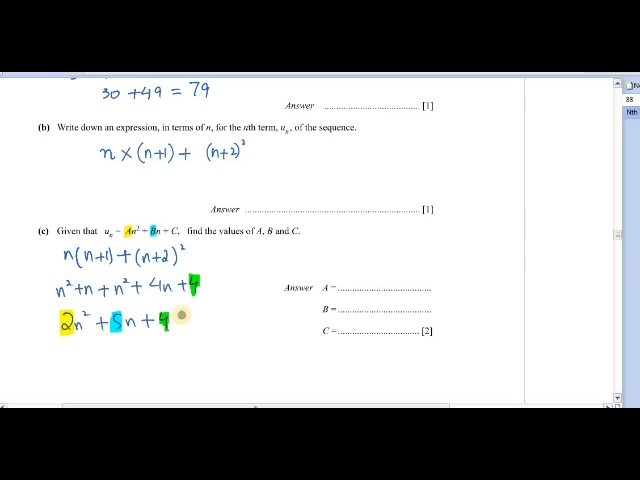 30 + 49 = 79
Answer ........................................ [1]
(b) Write down an expression, in terms of n, for the nth term, uₙ, of the sequence.
n × (n+1) + (n+2)²
Answer ........................................................................ [1]
(c) Given that uₙ = An² + Bn + C, find the values of A, B and C.
n(n+1) + (n+2)²
n² + n + n² + 4n + 4
Answer A = .......................................
2n² + 5n + 4
B = .......................................
C = .................................. [2]
88
Nth